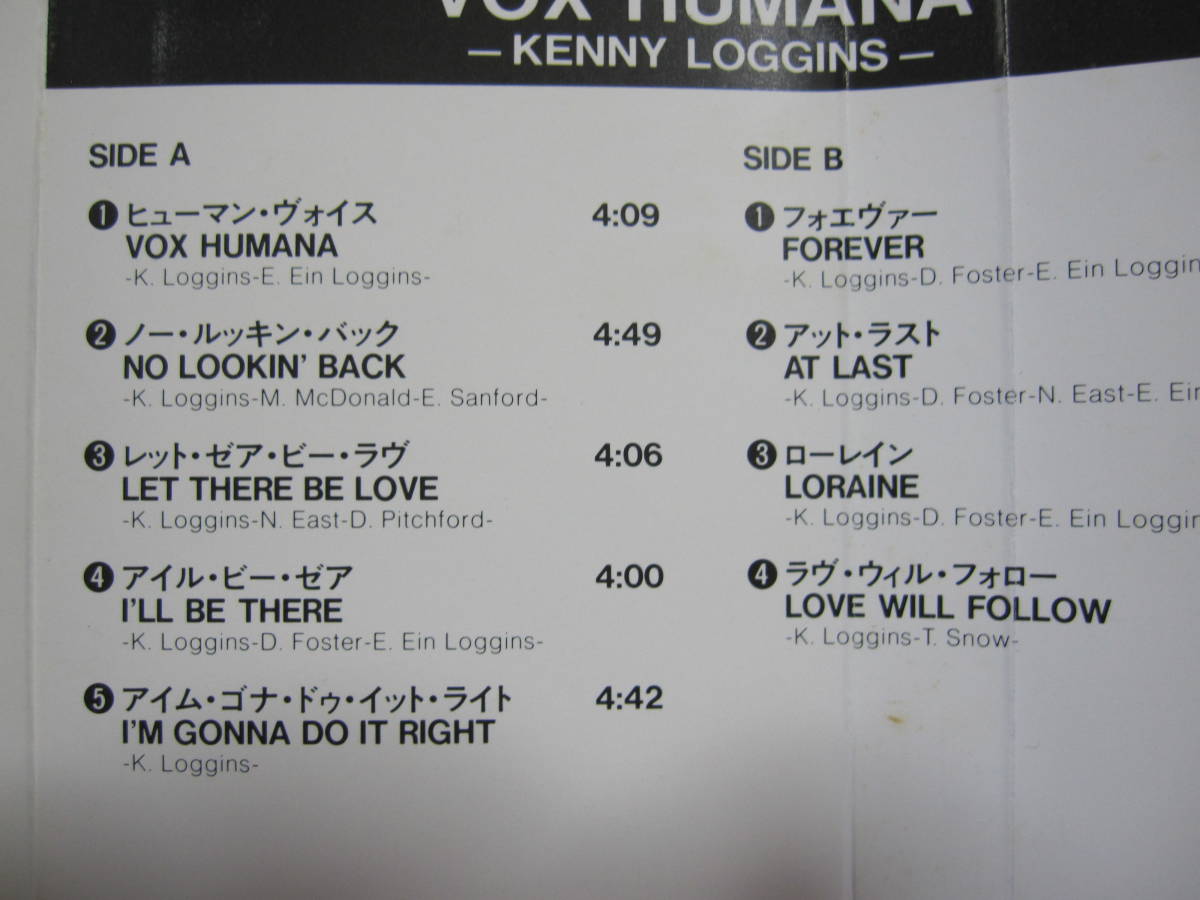 VOX HUMANA
— KENNY LOGGINS —
SIDE A
❶ ヒューマン・ヴォイス 4:09
VOX HUMANA
-K. Loggins-E. Ein Loggins-
❷ ノー・ルッキン・バック 4:49
NO LOOKIN' BACK
-K. Loggins-M. McDonald-E. Sanford-
❸ レット・ゼア・ビー・ラヴ 4:06
LET THERE BE LOVE
-K. Loggins-N. East-D. Pitchford-
❹ アイル・ビー・ゼア 4:00
I'LL BE THERE
-K. Loggins-D. Foster-E. Ein Loggins-
❺ アイム・ゴナ・ドゥ・イット・ライト 4:42
I'M GONNA DO IT RIGHT
-K. Loggins-
SIDE B
❶ フォエヴァー
FOREVER
-K. Loggins-D. Foster-E. Ein Loggin
❷ アット・ラスト
AT LAST
-K. Loggins-D. Foster-N. East-E. Ein
❸ ローレイン
LORAINE
-K. Loggins-D. Foster-E. Ein Loggin
❹ ラヴ・ウィル・フォロー
LOVE WILL FOLLOW
-K. Loggins-T. Snow-